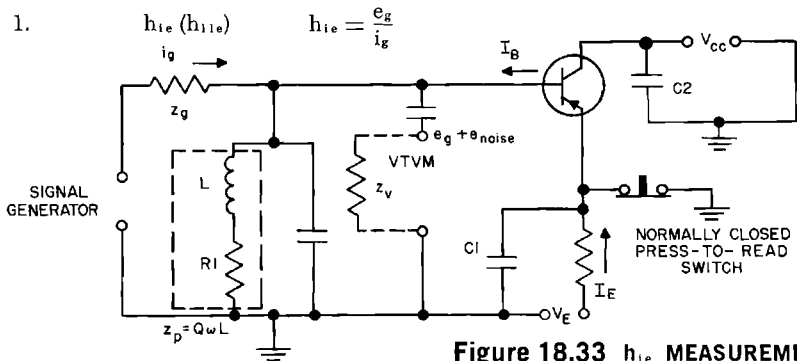 1. h_ie (h_11e) h_ie = e_g / i_g
i_g
z_g
I_B
V_CC
C2
e_g + e_noise
VTVM
z_v
SIGNAL
GENERATOR
L
R1
C1
NORMALLY CLOSED
PRESS-TO-READ
SWITCH
I_E
V_E
z_p = QωL
Figure 18.33 h_ie MEASUREME